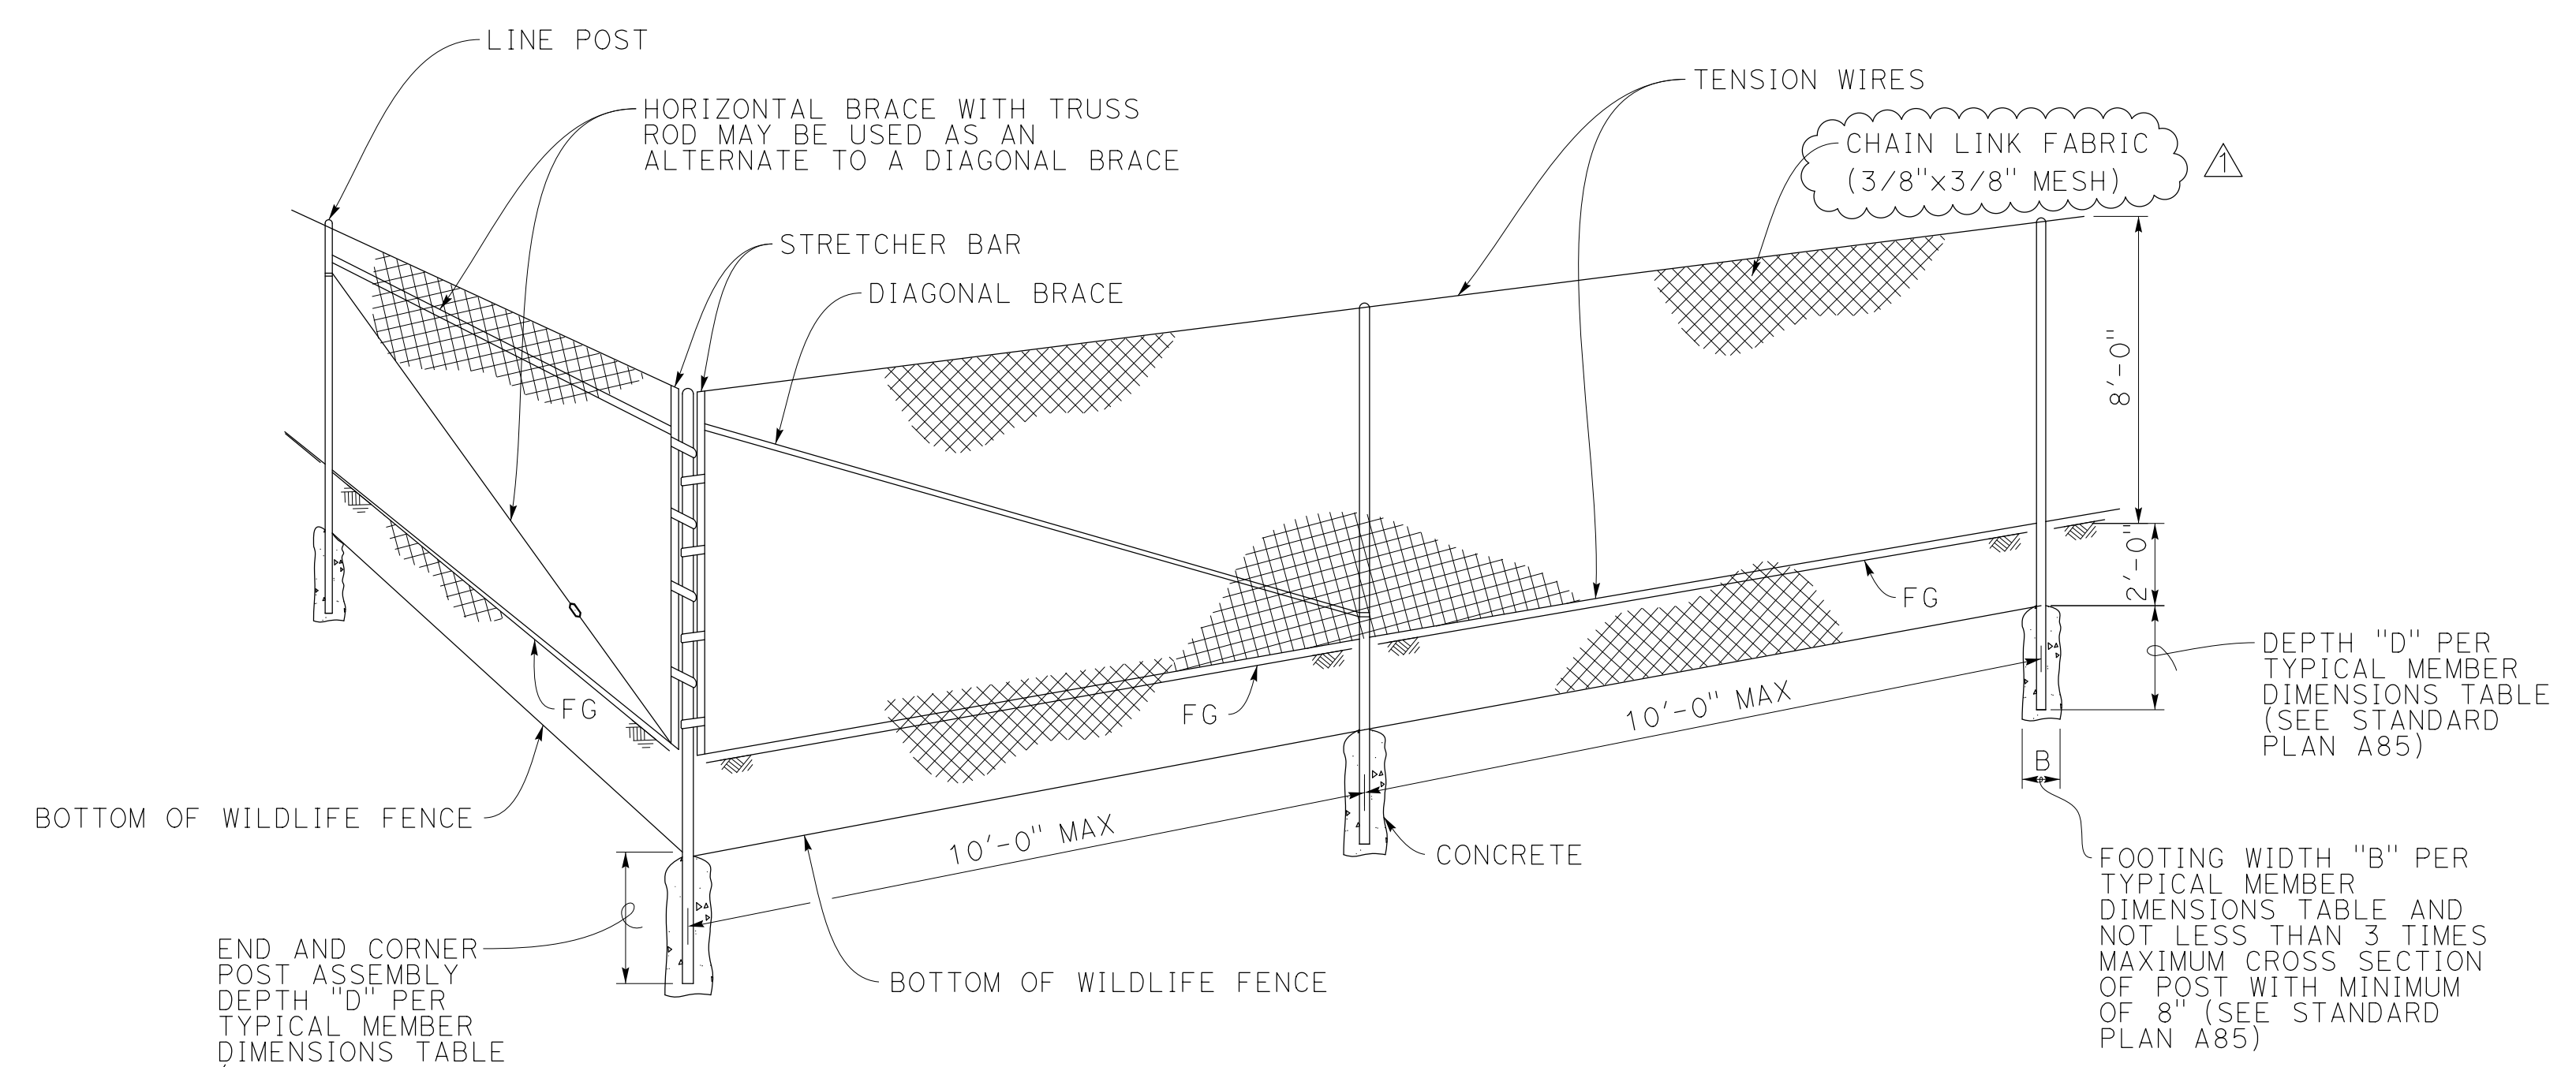 LINE POST
HORIZONTAL BRACE WITH TRUSS
ROD MAY BE USED AS AN
ALTERNATE TO A DIAGONAL BRACE
STRETCHER BAR
DIAGONAL BRACE
TENSION WIRES
CHAIN LINK FABRIC
(3/8"x3/8" MESH)
1
8'-0"
2'-0"
FG
FG
FG
DEPTH "D" PER
TYPICAL MEMBER
DIMENSIONS TABLE
(SEE STANDARD
PLAN A85)
10'-0" MAX
10'-0" MAX
B
BOTTOM OF WILDLIFE FENCE
CONCRETE
FOOTING WIDTH "B" PER
TYPICAL MEMBER
DIMENSIONS TABLE AND
NOT LESS THAN 3 TIMES
MAXIMUM CROSS SECTION
OF POST WITH MINIMUM
OF 8" (SEE STANDARD
PLAN A85)
END AND CORNER
POST ASSEMBLY
DEPTH "D" PER
TYPICAL MEMBER
DIMENSIONS TABLE
BOTTOM OF WILDLIFE FENCE